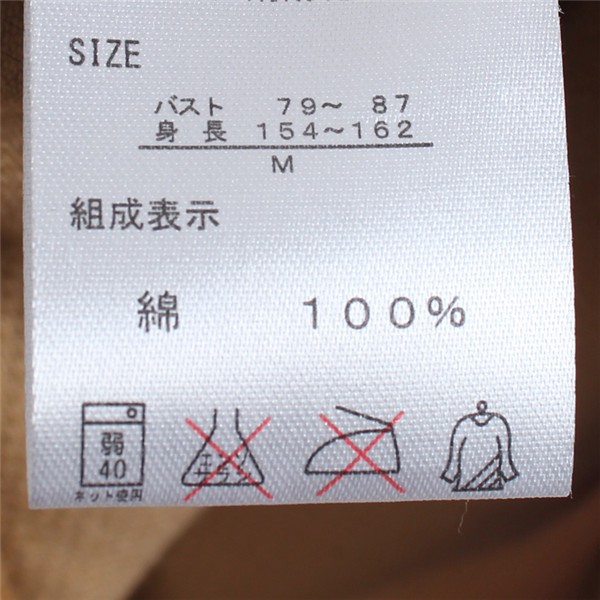 SIZE
バスト 79～ 87
身長 154～162
M
組成表示
綿 100%
弱
40
ネット使用
エンソ